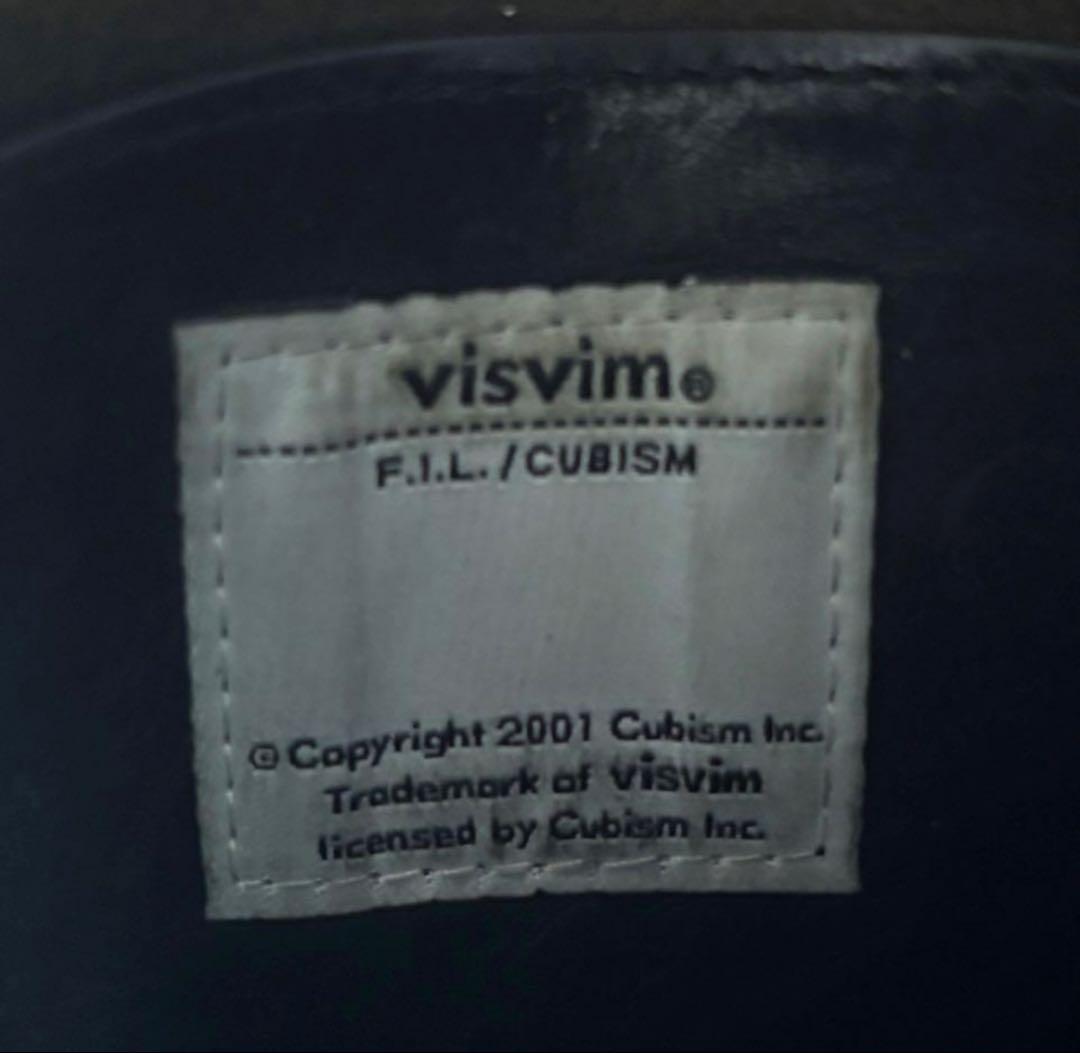 visvim®
F.I.L./CUBISM
© Copyright 2001 Cubism Inc.
Trademark of visvim
licensed by Cubism Inc.